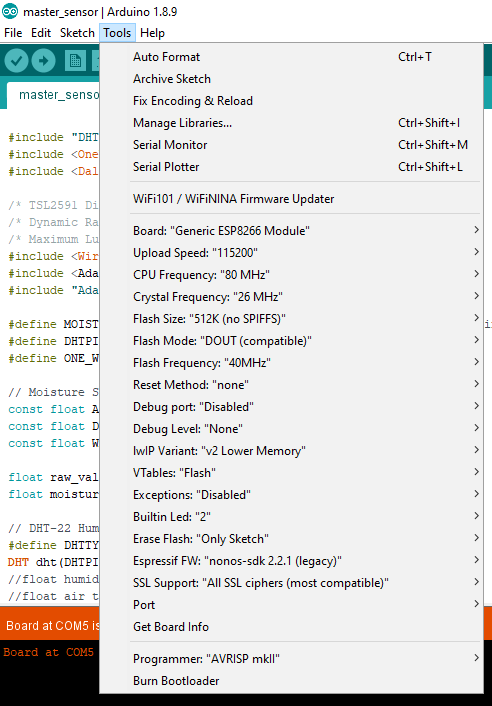 master_sensor | Arduino 1.8.9
File Edit Sketch Tools Help
master_senso
Auto Format Ctrl+T
Archive Sketch
Fix Encoding & Reload
Manage Libraries... Ctrl+Shift+I
Serial Monitor Ctrl+Shift+M
Serial Plotter Ctrl+Shift+L
WiFi101 / WiFiNINA Firmware Updater
Board: "Generic ESP8266 Module"
Upload Speed: "115200"
CPU Frequency: "80 MHz"
Crystal Frequency: "26 MHz"
Flash Size: "512K (no SPIFFS)"
Flash Mode: "DOUT (compatible)"
Flash Frequency: "40MHz"
Reset Method: "none"
Debug port: "Disabled"
Debug Level: "None"
lwIP Variant: "v2 Lower Memory"
VTables: "Flash"
Exceptions: "Disabled"
Builtin Led: "2"
Erase Flash: "Only Sketch"
Espressif FW: "nonos-sdk 2.2.1 (legacy)"
SSL Support: "All SSL ciphers (most compatible)"
Port
Get Board Info
Programmer: "AVRISP mkII"
Burn Bootloader
#include "DHT
#include <One
#include <Dal
/* TSL2591 Di
/* Dynamic Ra
/* Maximum Lu
#include <Wir
#include <Ada
#include "Ada
#define MOIST
#define DHTPI
#define ONE_W
// Moisture S
const float A
const float D
const float W
float raw_val
float moistur
// DHT-22 Hum
#define DHTTY
DHT dht(DHTPI
//float humid
//float air t
Board at COM5 is
Board at COM5